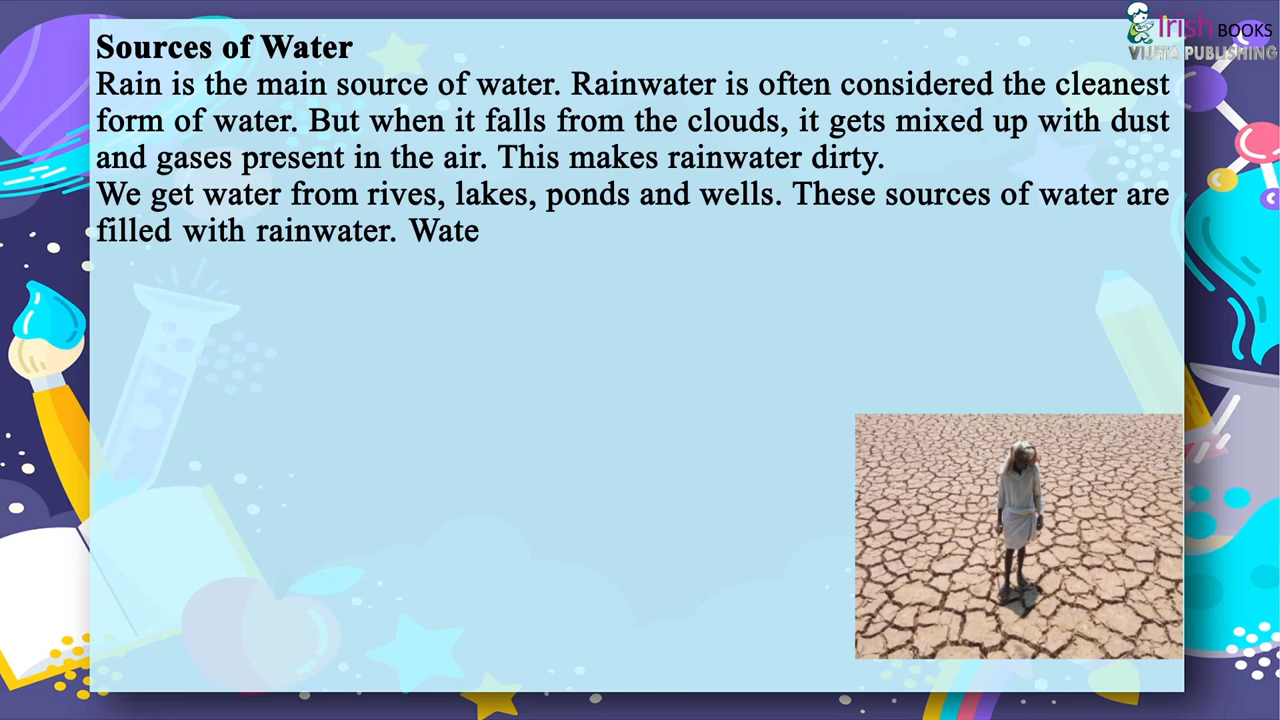 Irish BOOKS
VIJETA PUBLISHING
Sources of Water
Rain is the main source of water. Rainwater is often considered the cleanest
form of water. But when it falls from the clouds, it gets mixed up with dust
and gases present in the air. This makes rainwater dirty.
We get water from rives, lakes, ponds and wells. These sources of water are
filled with rainwater. Wate